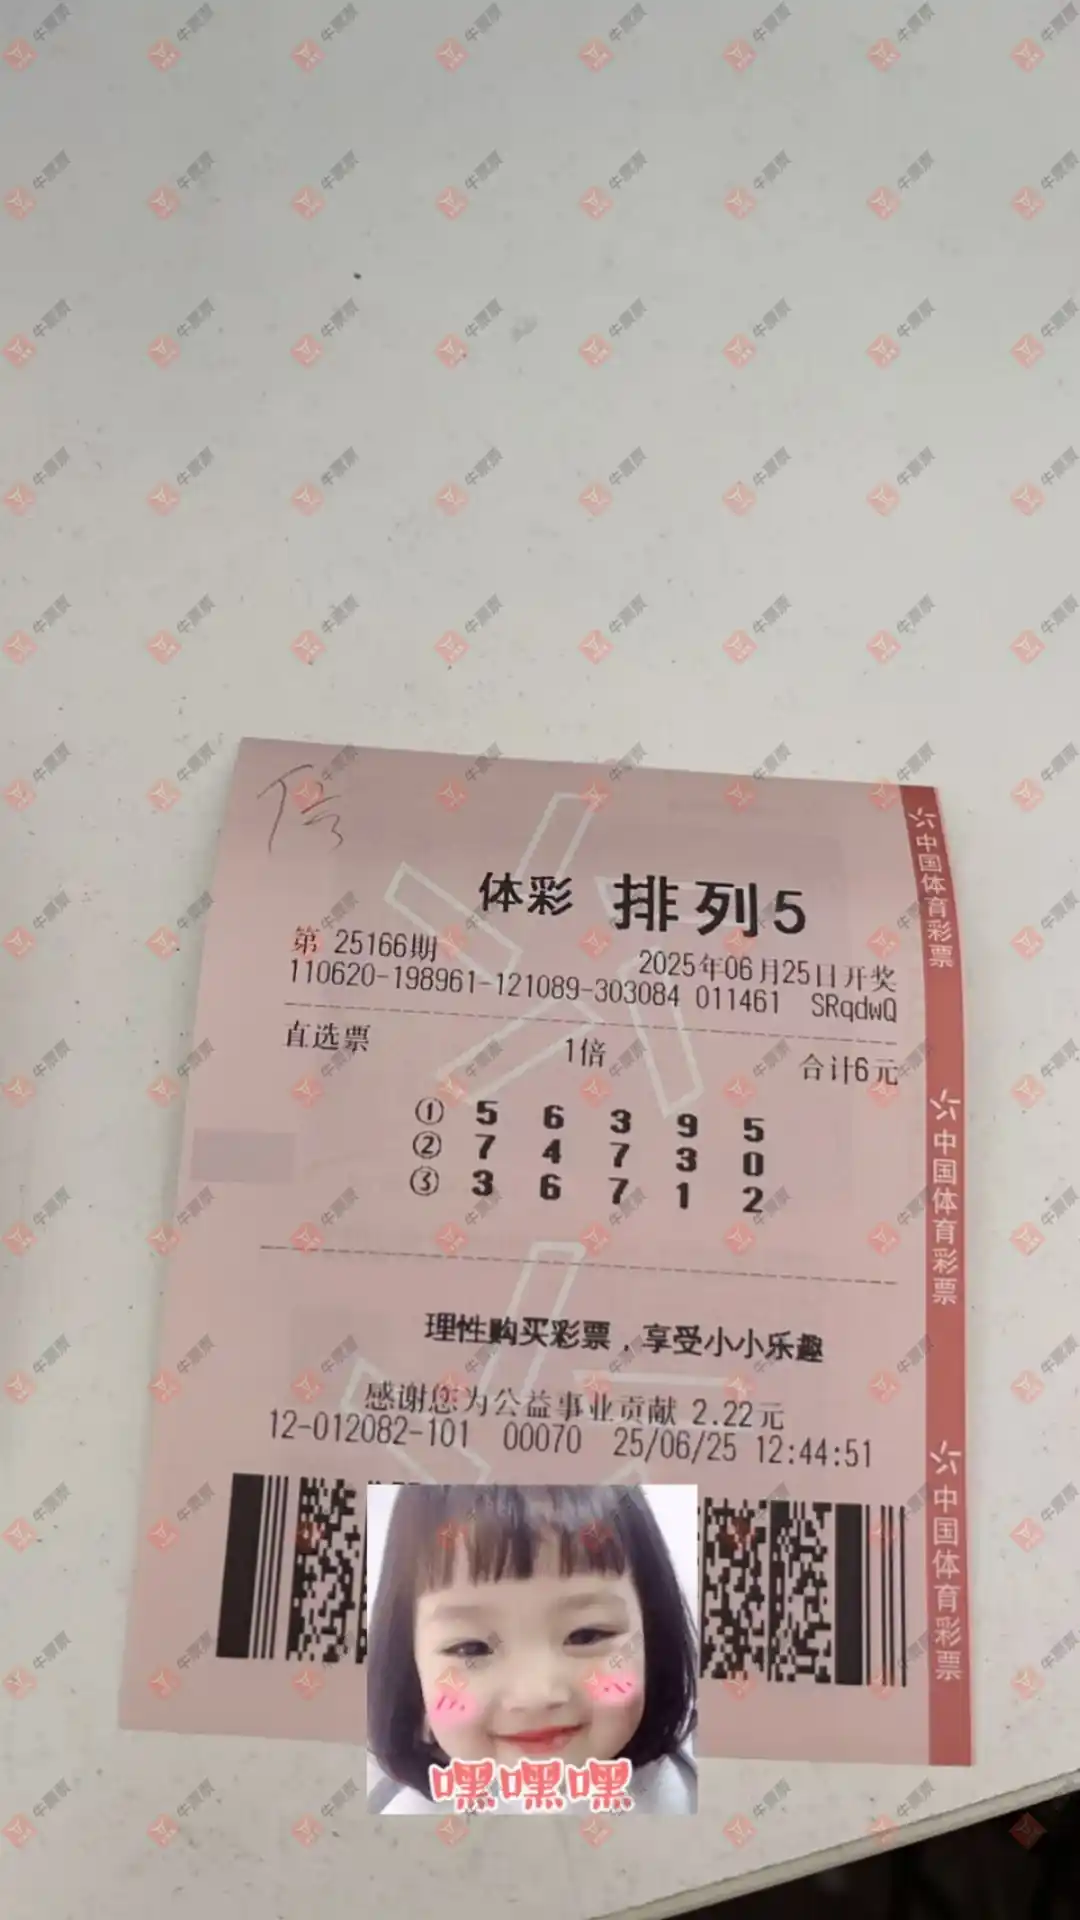 倍
体彩 排列5
第 25166期 2025年06月25日开奖
110620-198961-121089-303084 011461 SRqdwQ
直选票 1倍 合计6元
① 5 6 3 9 5
② 7 4 7 3 0
③ 3 6 7 1 2
理性购买彩票，享受小小乐趣
感谢您为公益事业贡献 2.22元
12-012082-101 00070 25/06/25 12:44:51
嘿嘿嘿
中国体育彩票
中国体育彩票
中国体育彩票
牛票票